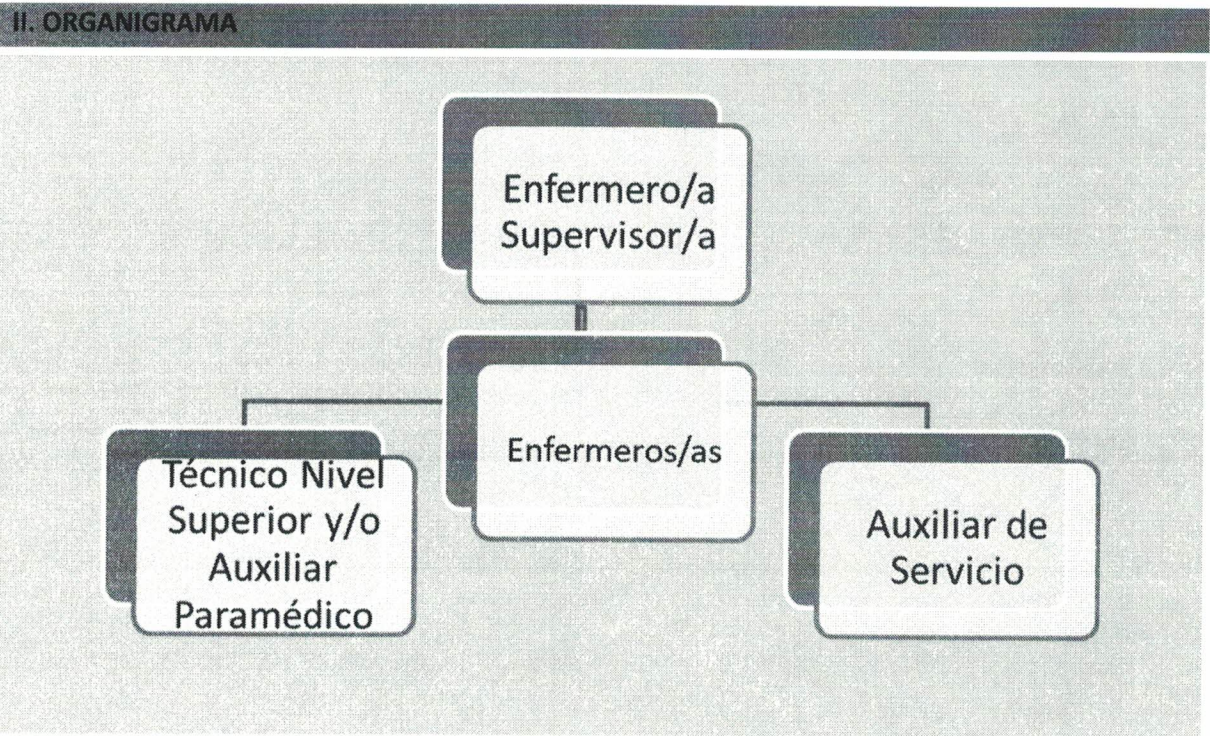 II. ORGANIGRAMA
Enfermero/a
Supervisor/a
Enfermeros/as
Técnico Nivel
Superior y/o
Auxiliar
Paramédico
Auxiliar de
Servicio